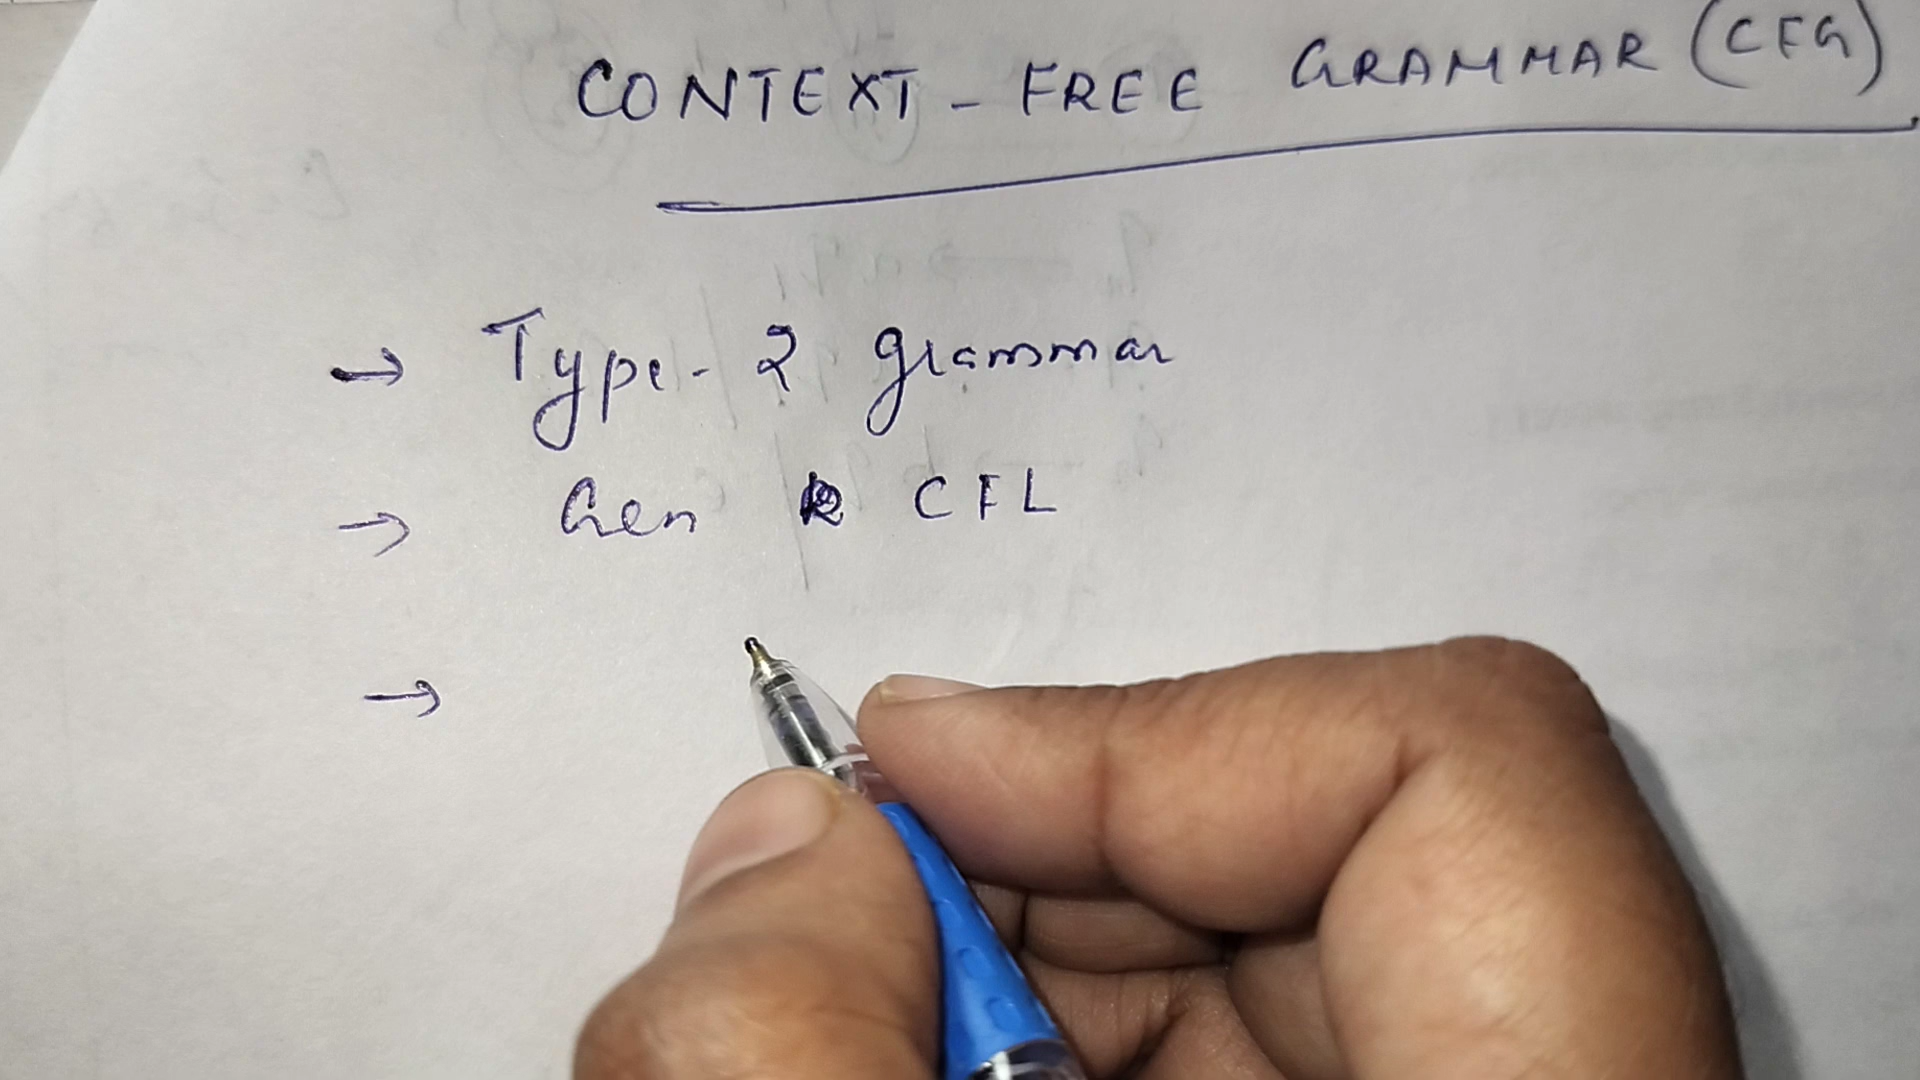 CONTEXT-FREE GRAMMAR (CFG)
→ Type-2 grammar
→ Gen CFL
→